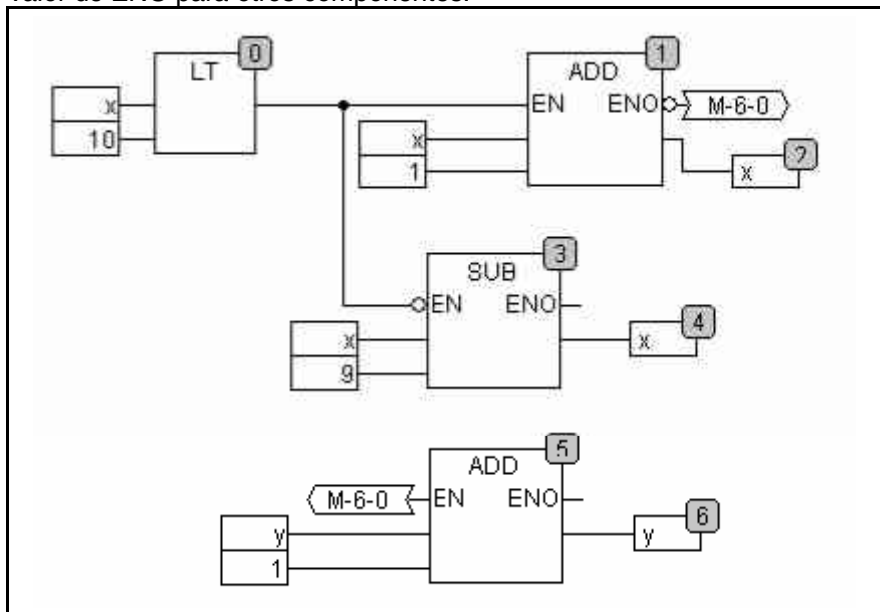 valor de ENO para otros componentes.
0
LT
x
10
1
ADD
EN ENO
M-6-0
x
1
2
x
3
SUB
EN ENO
x
9
4
x
5
ADD
M-6-0
EN ENO
y
1
6
y